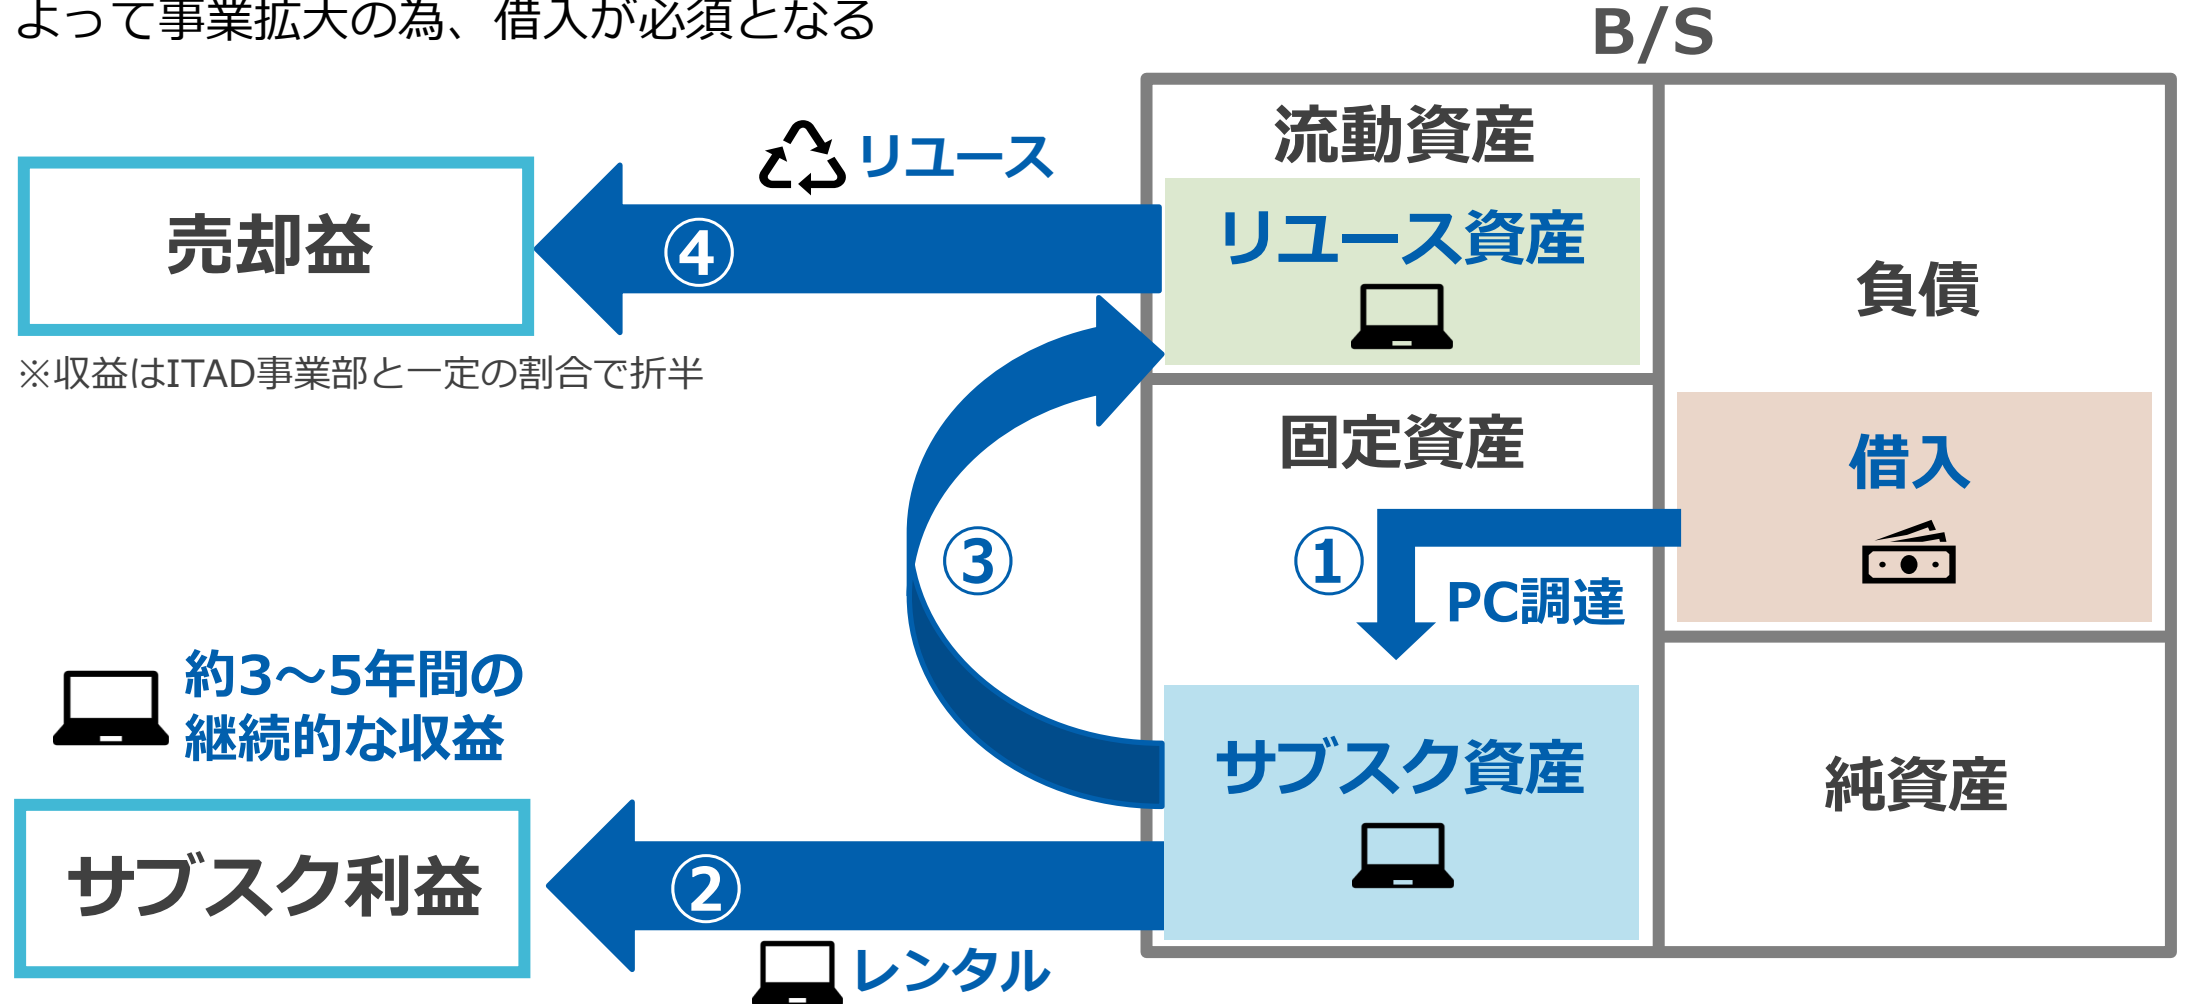 よって事業拡大の為、借入が必須となる
B/S
流動資産
リユース
リユース資産
④
売却益
※収益はITAD事業部と一定の割合で折半
負債
固定資産
借入
③
①
PC調達
約3～5年間の
継続的な収益
サブスク資産
純資産
サブスク利益
②
レンタル